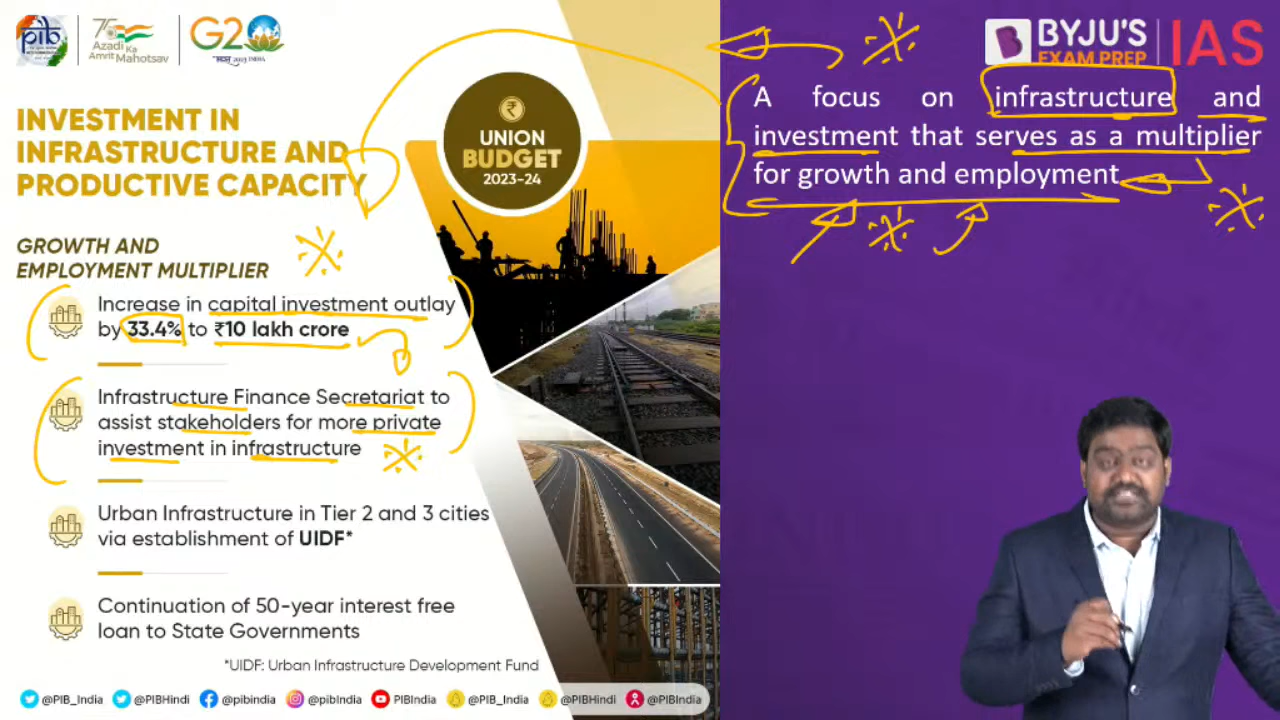 pib
75
Azadi Ka
Amrit Mahotsav
G20
INVESTMENT IN
INFRASTRUCTURE AND
PRODUCTIVE CAPACITY
UNION
BUDGET
2023-24
GROWTH AND
EMPLOYMENT MULTIPLIER
Increase in capital investment outlay
by 33.4% to ₹10 lakh crore
Infrastructure Finance Secretariat to
assist stakeholders for more private
investment in infrastructure
Urban Infrastructure in Tier 2 and 3 cities
via establishment of UIDF*
Continuation of 50-year interest free
loan to State Governments
*UIDF: Urban Infrastructure Development Fund
@PIB_India @PIBHindi @pibindia @pibIndia PIBIndia @PIB_India @PIBHindi @PIBIndia
BYJU'S IAS
EXAM PREP
A focus on infrastructure and
investment that serves as a multiplier
for growth and employment